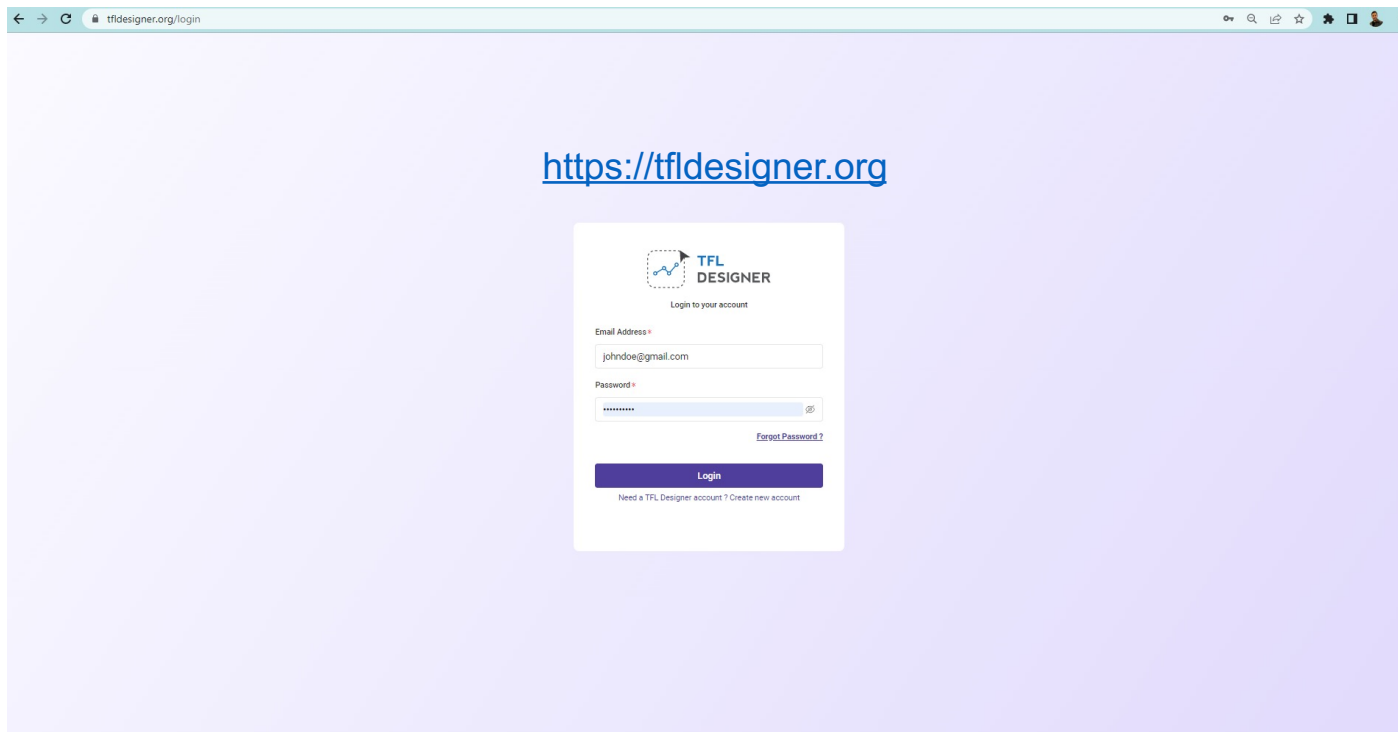 tfldesigner.org/login
https://tfldesigner.org
TFL
DESIGNER
Login to your account
Email Address *
johndoe@gmail.com
Password *
••••••••••
Forgot Password ?
Login
Need a TFL Designer account ? Create new account